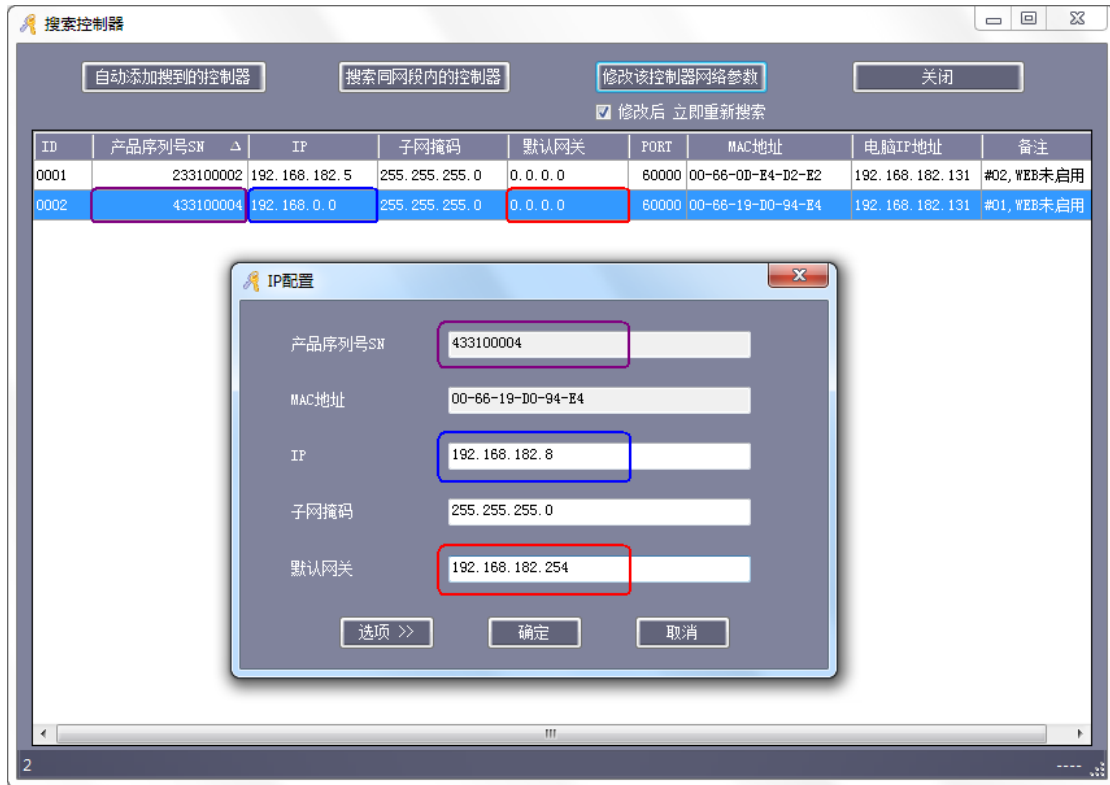 搜索控制器
自动添加搜到的控制器 搜索同网段内的控制器 修改该控制器网络参数 关闭
修改后 立即重新搜索
ID 产品序列号SN IP 子网掩码 默认网关 PORT MAC地址 电脑IP地址 备注
0001 233100002 192.168.182.5 255.255.255.0 0.0.0.0 60000 00-66-0D-E4-D2-E2 192.168.182.131 #02,WEB未启用
0002 433100004 192.168.0.0 255.255.255.0 0.0.0.0 60000 00-66-19-D0-94-E4 192.168.182.131 #01,WEB未启用
IP配置
产品序列号SN 433100004
MAC地址 00-66-19-D0-94-E4
IP 192.168.182.8
子网掩码 255.255.255.0
默认网关 192.168.182.254
选项 >> 确定 取消
2 ----